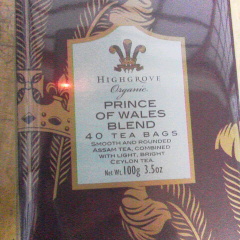 HIGHGROVE
Organic
PRINCE
OF WALES
BLEND
40 TEA BAGS
SMOOTH AND ROUNDED
ASSAM TEA, COMBINED
WITH LIGHT, BRIGHT
CEYLON TEA.
Net Wt. 100g 3.5oz